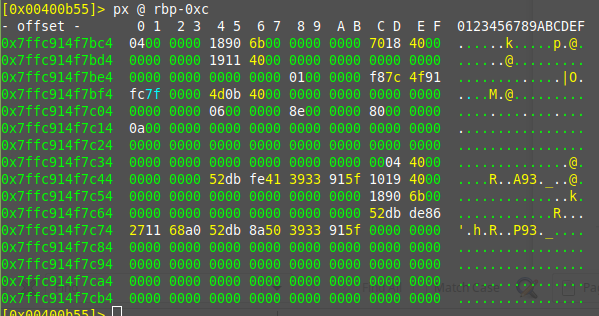 [0x00400b55]> px @ rbp-0xc
- offset -   0 1  2 3  4 5  6 7  8 9  A B  C D  E F  0123456789ABCDEF
0x7ffc914f7bc4  0400 0000 1890 6b00 0000 0000 7018 4000  ......k.....p.@.
0x7ffc914f7bd4  0000 0000 1911 4000 0000 0000 0000 0000  ......@.........
0x7ffc914f7be4  0000 0000 0000 0000 0100 0000 f87c 4f91  .............|O.
0x7ffc914f7bf4  fc7f 0000 4d0b 4000 0000 0000 0000 0000  ....M.@.........
0x7ffc914f7c04  0000 0000 0600 0000 8e00 0000 8000 0000  ................
0x7ffc914f7c14  0a00 0000 0000 0000 0000 0000 0000 0000  ................
0x7ffc914f7c24  0000 0000 0000 0000 0000 0000 0000 0000  ................
0x7ffc914f7c34  0000 0000 0000 0000 0000 0000 0004 4000  ..............@.
0x7ffc914f7c44  0000 0000 52db fe41 3933 915f 1019 4000  ....R..A93._..@.
0x7ffc914f7c54  0000 0000 0000 0000 0000 0000 1890 6b00  ..............k.
0x7ffc914f7c64  0000 0000 0000 0000 0000 0000 52db de86  ............R...
0x7ffc914f7c74  2711 68a0 52db 8a50 3933 915f 0000 0000  '.h.R..P93._....
0x7ffc914f7c84  0000 0000 0000 0000 0000 0000 0000 0000  ................
0x7ffc914f7c94  0000 0000 0000 0000 0000 0000 0000 0000  ................
0x7ffc914f7ca4  0000 0000 0000 0000 0000 0000 0000 0000  ................
0x7ffc914f7cb4  0000 0000 0000 0000 0000 0000 0000 0000  ................
[0x00400b55]>